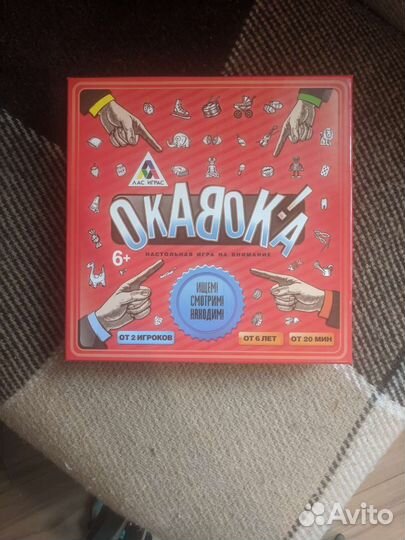 ЛАС ИГРАС
ОКАВОКА
6+
НАСТОЛЬНАЯ ИГРА НА ВНИМАНИЕ
ИЩЕМ!
СМОТРИМ!
НАХОДИМ!
ОТ 2 ИГРОКОВ
ОТ 6 ЛЕТ
ОТ 20 МИН
Avito